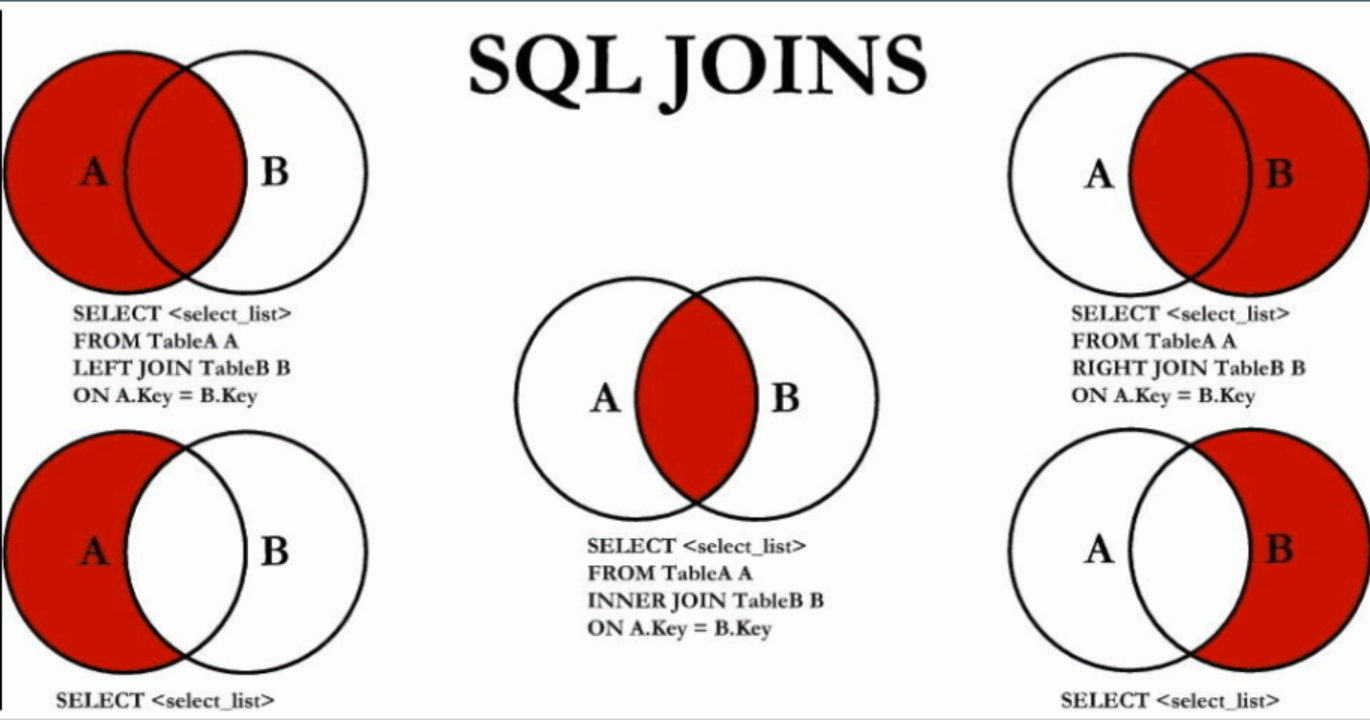 SQL JOINS
A
B
SELECT <select_list>
FROM TableA A
LEFT JOIN TableB B
ON A.Key = B.Key
A
B
SELECT <select_list>
FROM TableA A
RIGHT JOIN TableB B
ON A.Key = B.Key
A
B
SELECT <select_list>
FROM TableA A
INNER JOIN TableB B
ON A.Key = B.Key
A
B
SELECT <select_list>
A
B
SELECT <select_list>